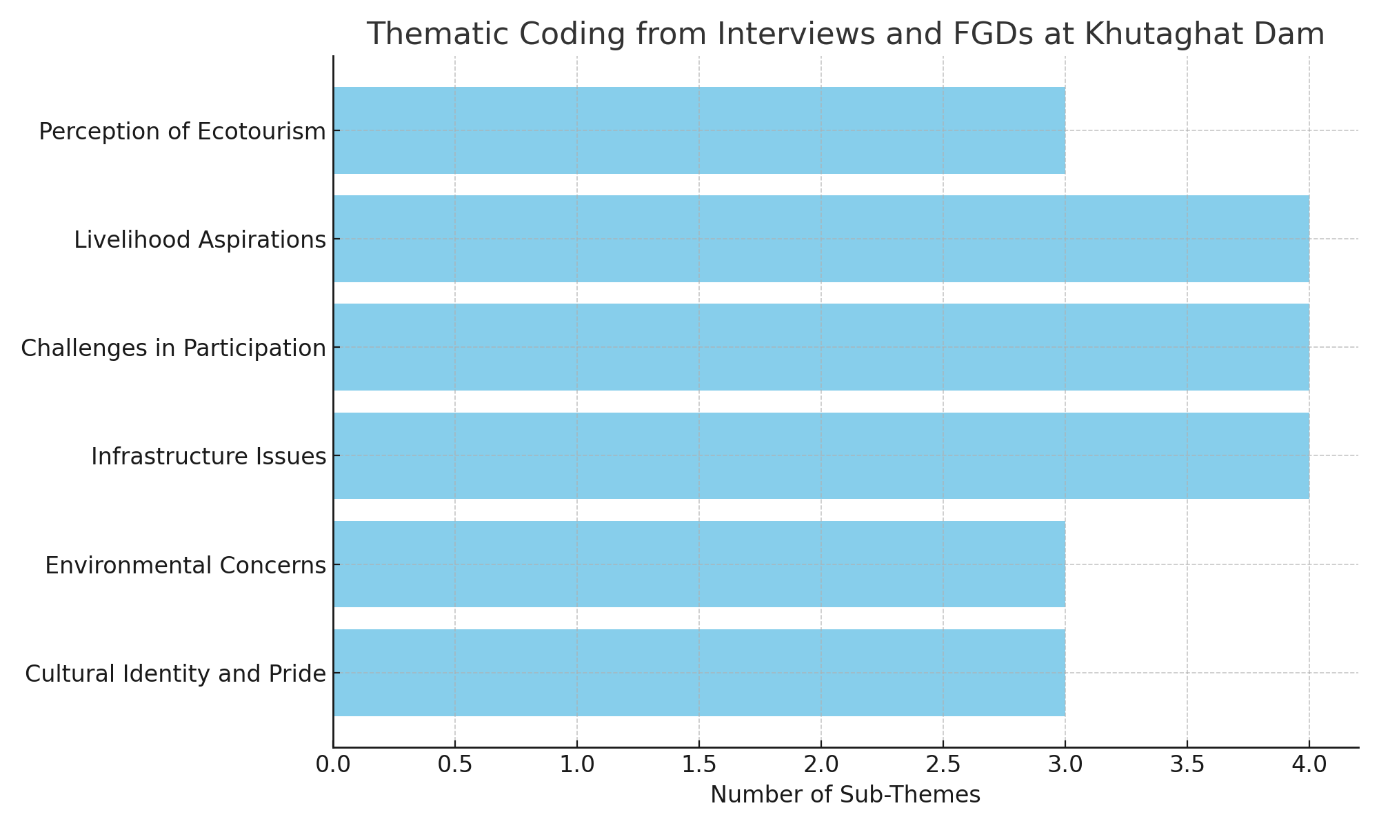 Thematic Coding from Interviews and FGDs at Khutaghat Dam
Perception of Ecotourism
Livelihood Aspirations
Challenges in Participation
Infrastructure Issues
Environmental Concerns
Cultural Identity and Pride
0.0 0.5 1.0 1.5 2.0 2.5 3.0 3.5 4.0
Number of Sub-Themes